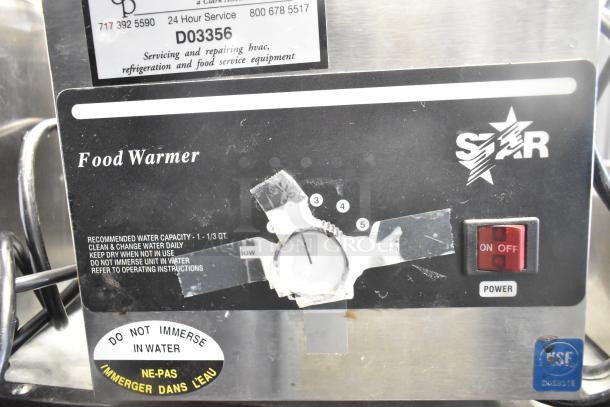 a Clark
717 392 5590 24 Hour Service 800 678 5517
D03356
Servicing and repairing hvac,
refrigeration and food service equipment
Food Warmer
STAR
3
4
5
low
RECOMMENDED WATER CAPACITY - 1 - 1/3 QT.
CLEAN & CHANGE WATER DAILY
KEEP DRY WHEN NOT IN USE
DO NOT IMMERSE UNIT IN WATER
REFER TO OPERATING INSTRUCTIONS
GROUP
ON OFF
POWER
DO NOT IMMERSE
IN WATER
NE-PAS
IMMERGER DANS L'EAU
NSF